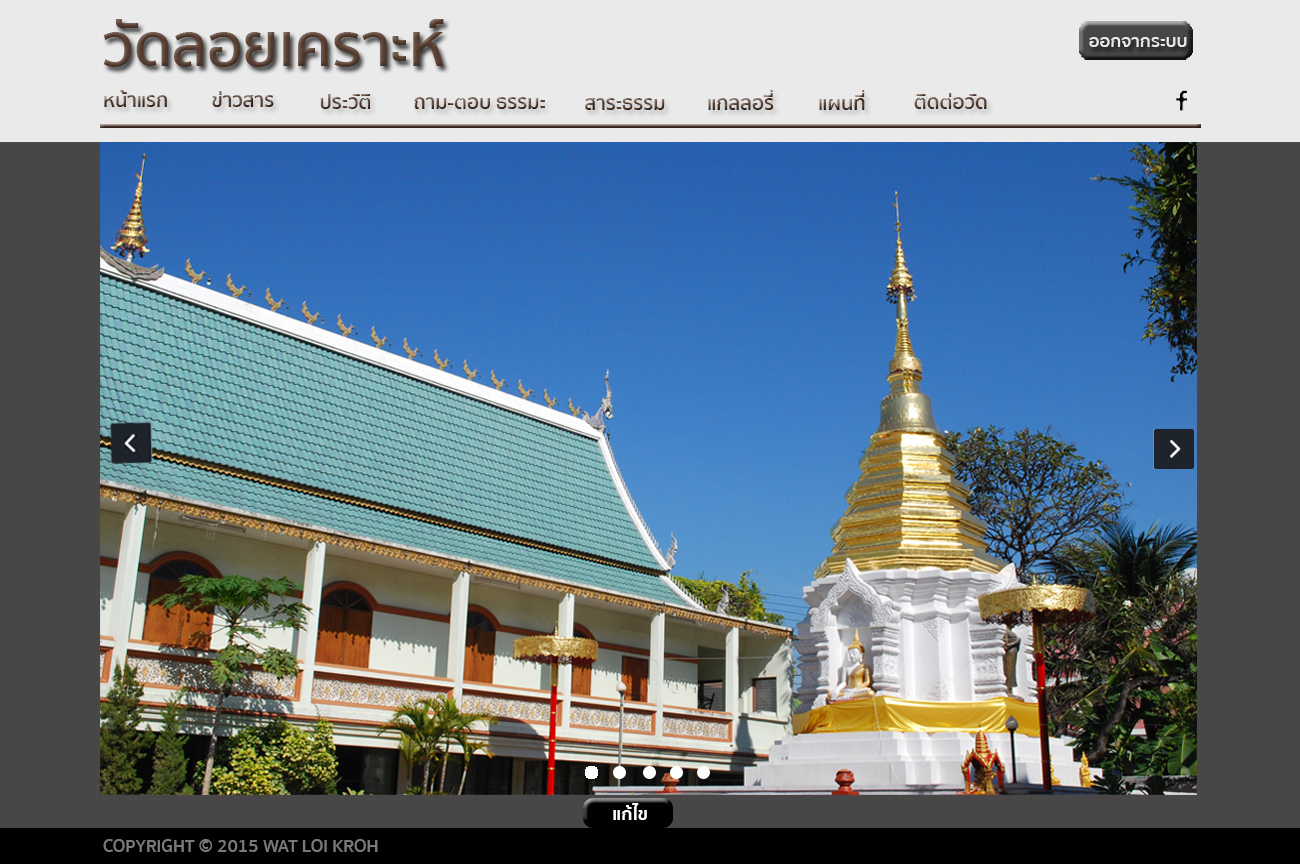 วัดลอยเคราะห์
ออกจากระบบ
หน้าแรก ข่าวสาร ประวัติ ถาม-ตอบ ธรรมะ สาระธรรม แกลลอรี่ แผนที่ ติดต่อวัด f
แก้ไข
COPYRIGHT © 2015 WAT LOI KROH